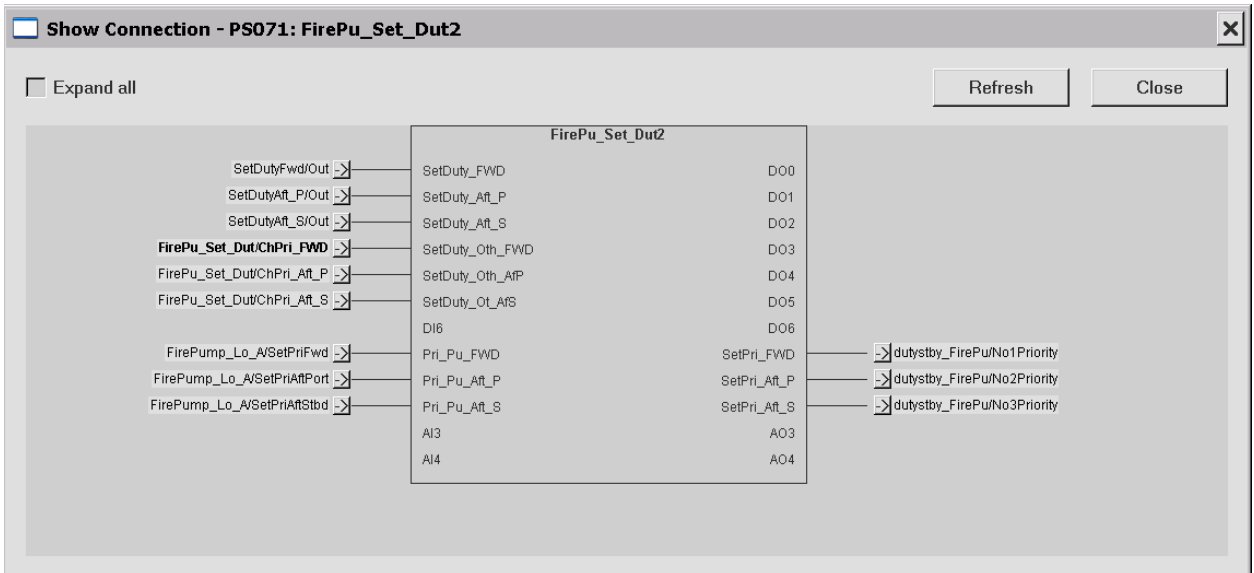 Show Connection - PS071: FirePu_Set_Dut2
Expand all
Refresh
Close
FirePu_Set_Dut2
SetDutyFwd/Out -> SetDuty_FWD DO0
SetDutyAft_P/Out -> SetDuty_Aft_P DO1
SetDutyAft_S/Out -> SetDuty_Aft_S DO2
FirePu_Set_Dut/ChPri_FWD -> SetDuty_Oth_FWD DO3
FirePu_Set_Dut/ChPri_Aft_P -> SetDuty_Oth_AfP DO4
FirePu_Set_Dut/ChPri_Aft_S -> SetDuty_Ot_AfS DO5
DI6 DO6
FirePump_Lo_A/SetPriFwd -> Pri_Pu_FWD SetPri_FWD -> dutystby_FirePu/No1Priority
FirePump_Lo_A/SetPriAftPort -> Pri_Pu_Aft_P SetPri_Aft_P -> dutystby_FirePu/No2Priority
FirePump_Lo_A/SetPriAftStbd -> Pri_Pu_Aft_S SetPri_Aft_S -> dutystby_FirePu/No3Priority
AI3 AO3
AI4 AO4